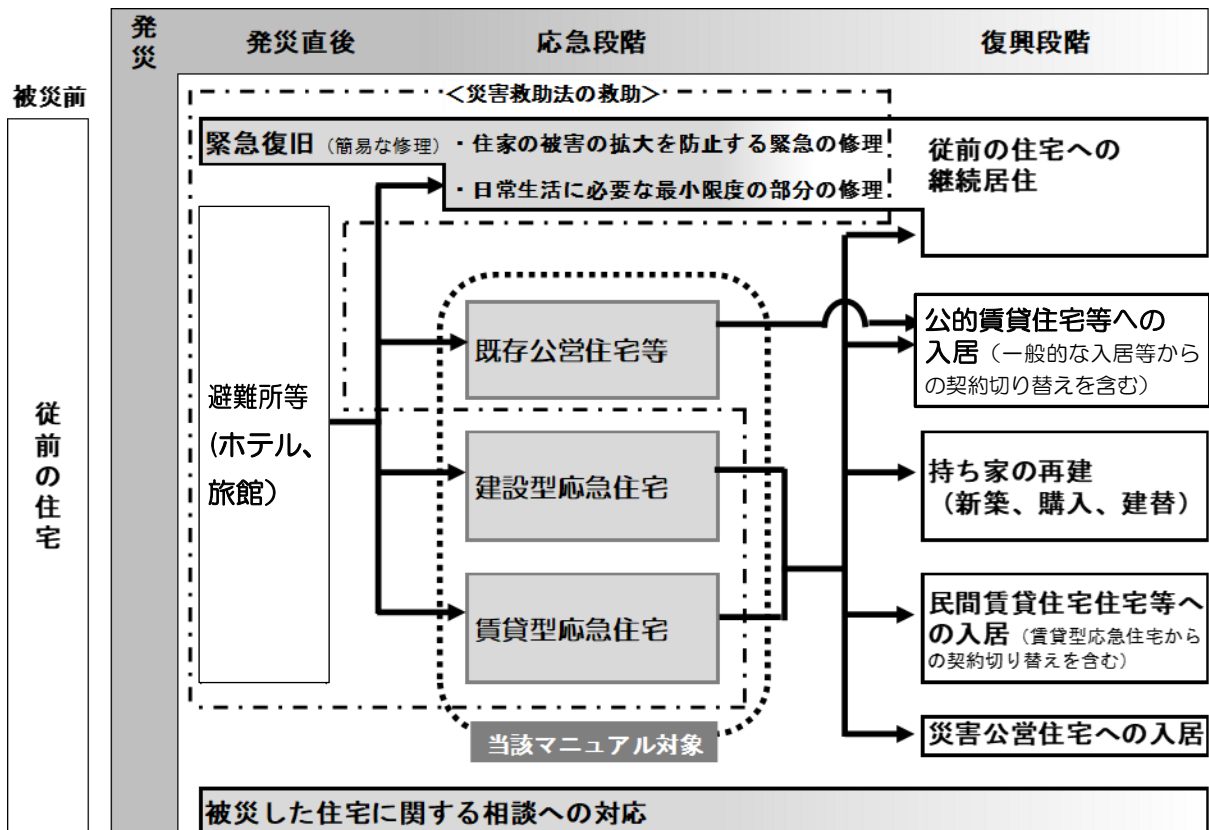 発災
発災直後
応急段階
復興段階
被災前
従前の住宅
<災害救助法の救助>
緊急復旧（簡易な修理）・住家の被害の拡大を防止する緊急の修理
・日常生活に必要な最小限度の部分の修理
従前の住宅への
継続居住
避難所等
(ホテル、
旅館)
既存公営住宅等
建設型応急住宅
賃貸型応急住宅
当該マニュアル対象
公的賃貸住宅等への
入居（一般的な入居等から
の契約切り替えを含む）
持ち家の再建
（新築、購入、建替）
民間賃貸住宅住宅等へ
の入居（賃貸型応急住宅から
の契約切り替えを含む）
災害公営住宅への入居
被災した住宅に関する相談への対応